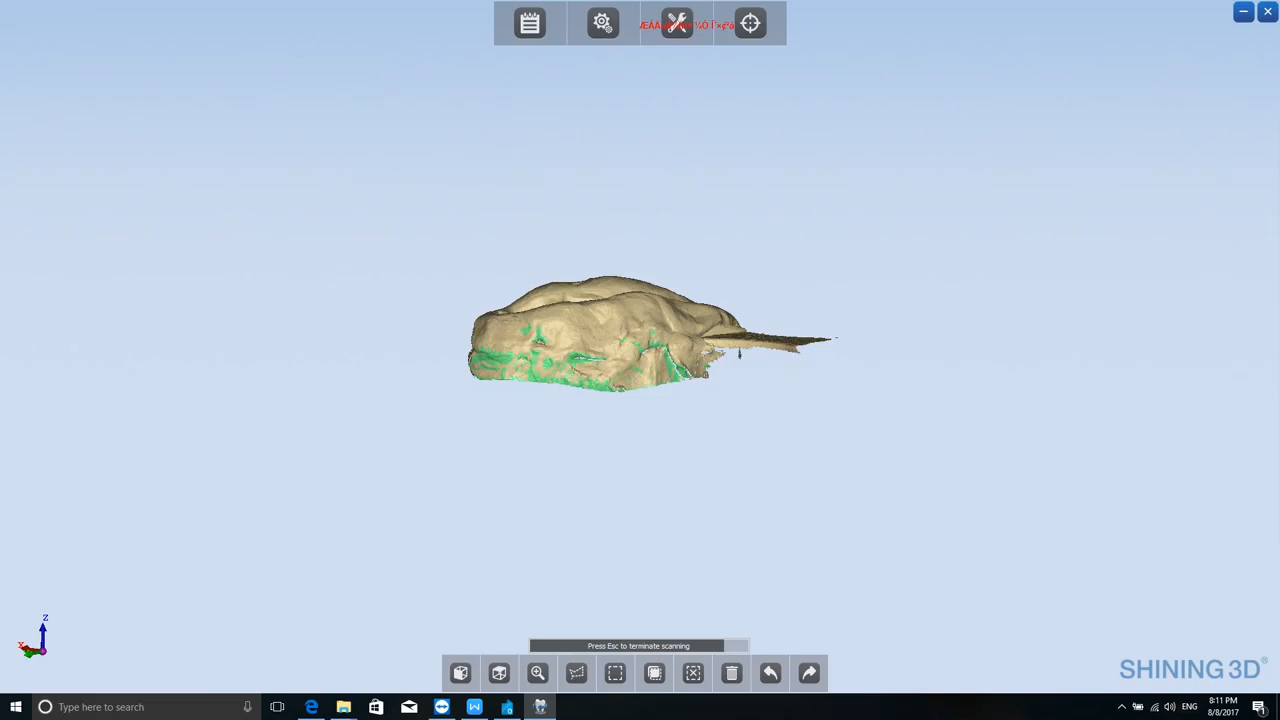 Press Esc to terminate scanning
SHINING 3D®
Z
X
Type here to search
ENG
8:11 PM
8/8/2017